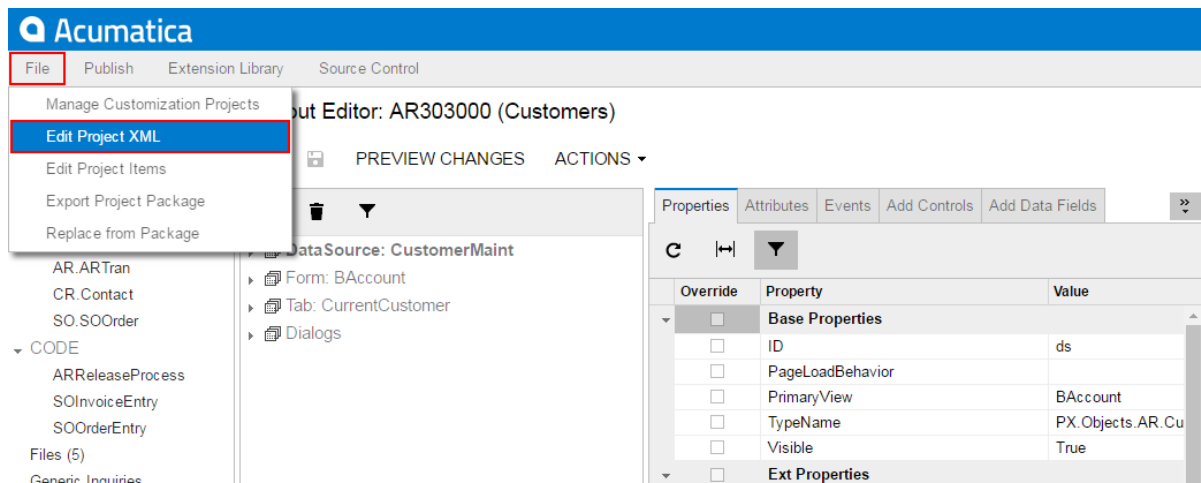 Acumatica
File Publish Extension Library Source Control
Manage Customization Projects
Edit Project XML
Edit Project Items
Export Project Package
Replace from Package
out Editor: AR303000 (Customers)
PREVIEW CHANGES ACTIONS
AR.ARTran
CR.Contact
SO.SOOrder
CODE
ARReleaseProcess
SOInvoiceEntry
SOOrderEntry
Files (5)
Generic Inquiries
DataSource: CustomerMaint
Form: BAccount
Tab: CurrentCustomer
Dialogs
Properties Attributes Events Add Controls Add Data Fields
Override Property Value
Base Properties
ID ds
PageLoadBehavior
PrimaryView BAccount
TypeName PX.Objects.AR.Cu
Visible True
Ext Properties